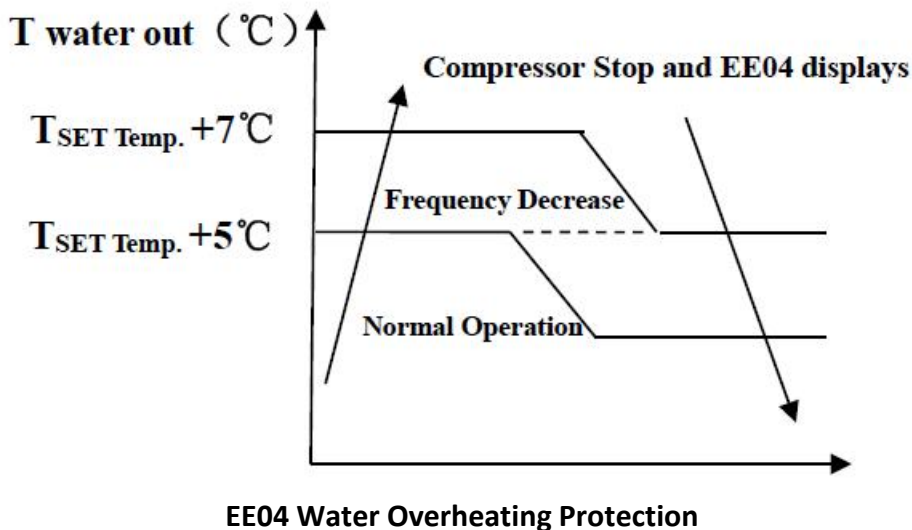 T water out（℃）
Compressor Stop and EE04 displays
TSET Temp. +7℃
Frequency Decrease
TSET Temp. +5℃
Normal Operation
EE04 Water Overheating Protection